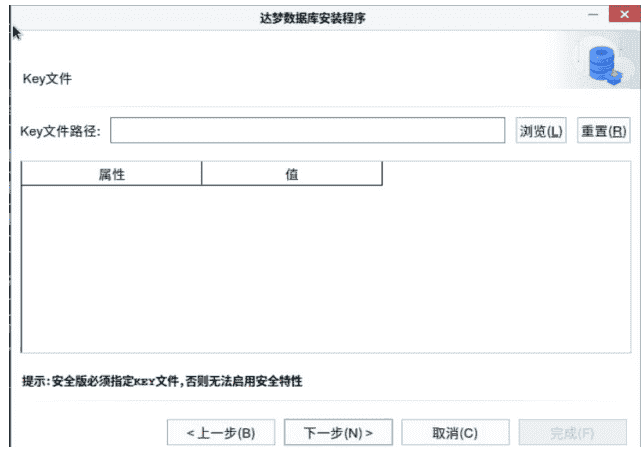 达梦数据库安装程序
Key文件
Key文件路径: 浏览(L) 重置(R)
属性 值
提示:安全版必须指定KEY文件,否则无法启用安全特性
<上一步(B) 下一步(N)> 取消(C) 完成(F)